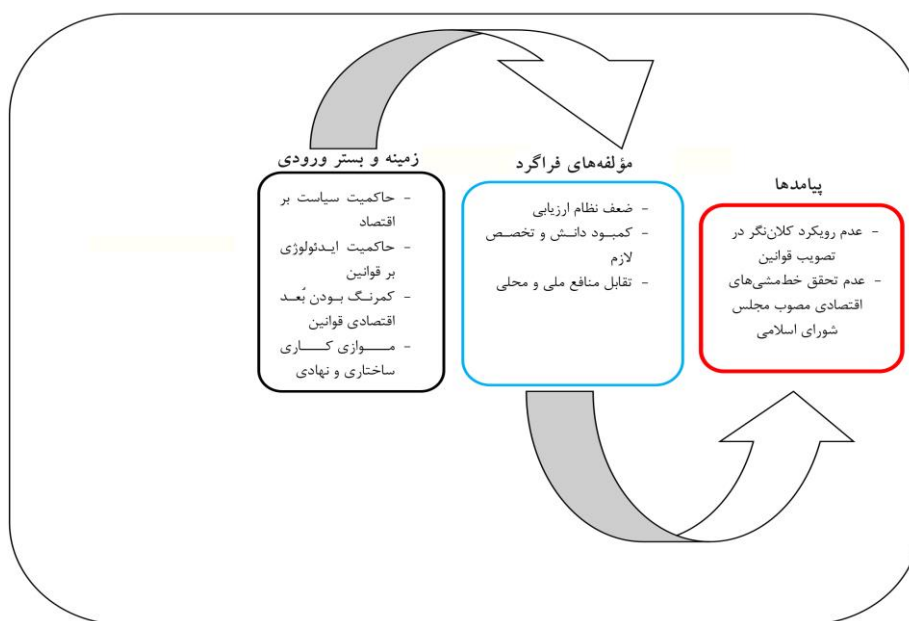 زمینه و بستر ورودی
- حاکمیت سیاست بر
اقتصاد
- حاکمیت ایدئولوژی
بر قوانین
- کمرنگ بودن بُعد
اقتصادی قوانین
- موازی کاری
ساختاری و نهادی
مؤلفه‌های فراگرد
- ضعف نظام ارزیابی
- کمبود دانش و تخصص
لازم
- تقابل منافع ملی و محلی
پیامدها
- عدم رویکرد کلان‌نگر در
تصویب قوانین
- عدم تحقق خط‌مشی‌های
اقتصادی مصوب مجلس
شورای اسلامی